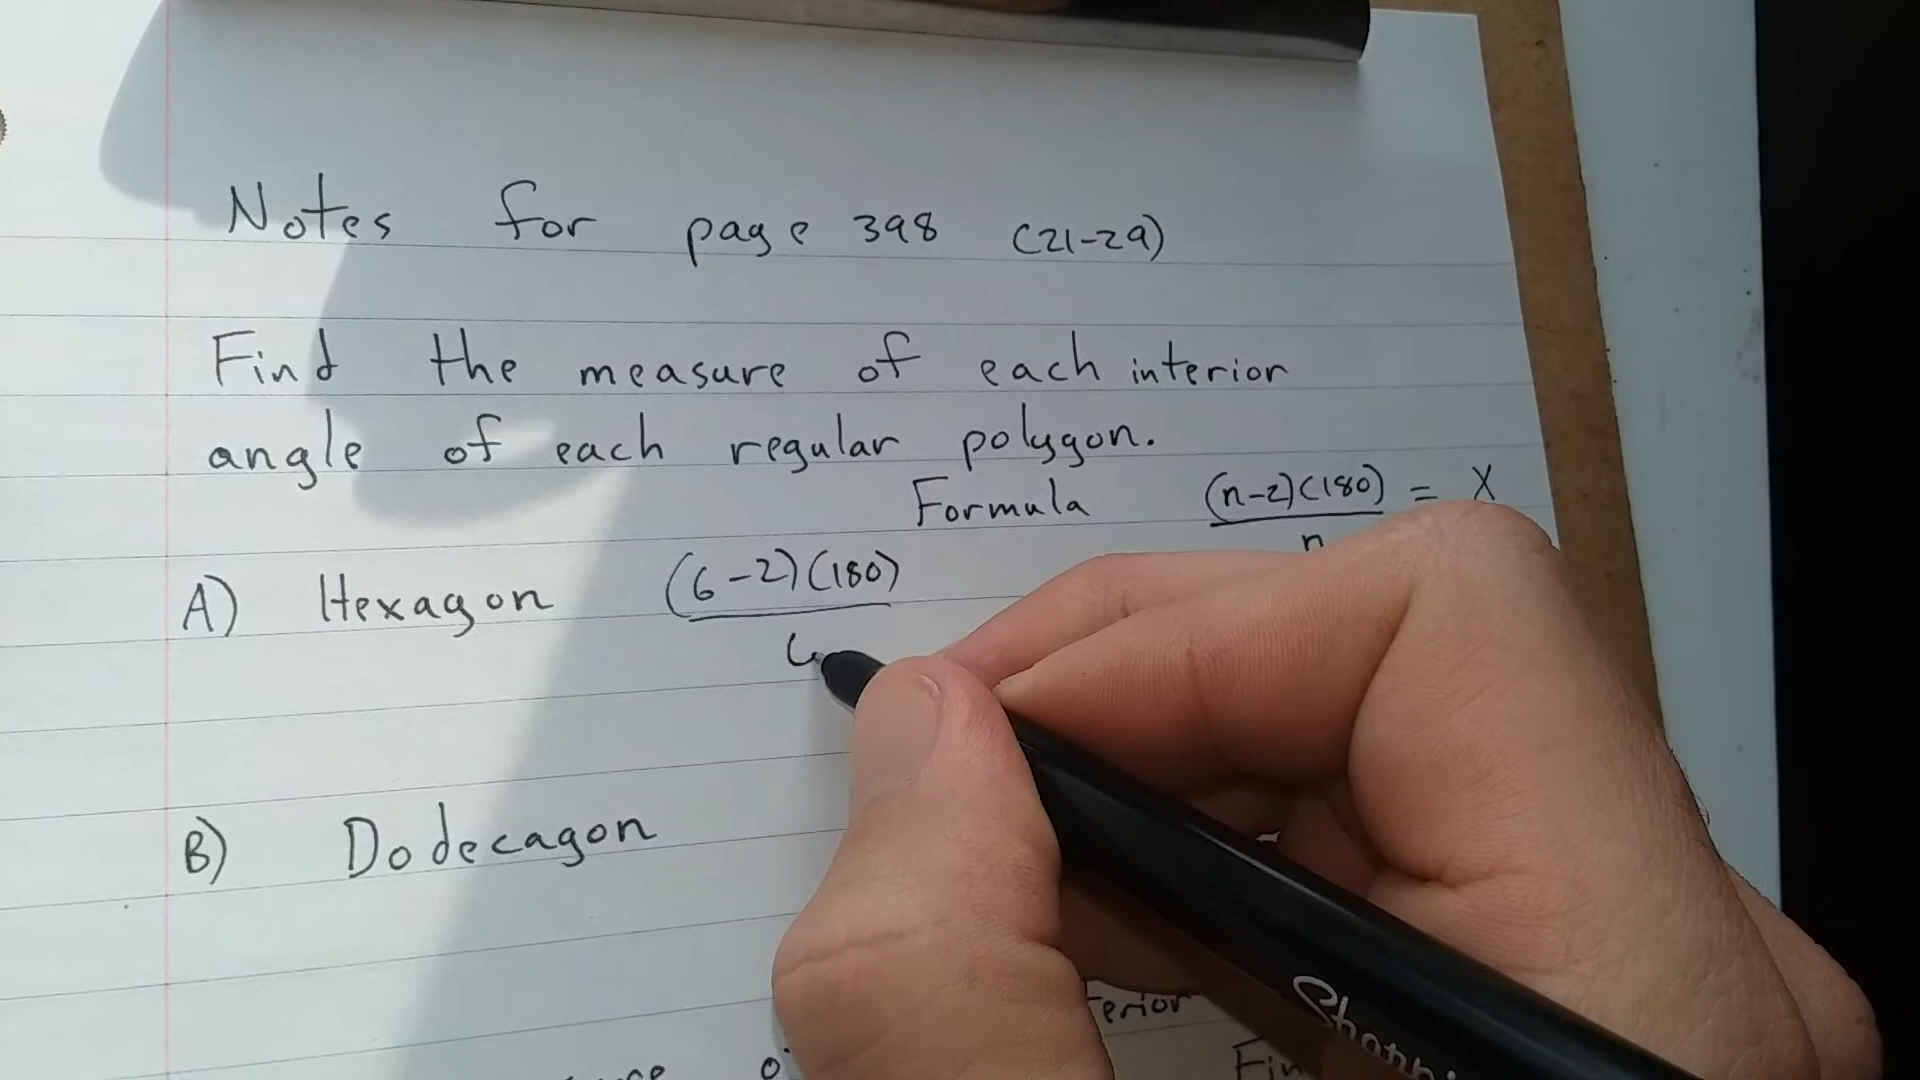 Notes for page 398 (21-29)
Find the measure of each interior
angle of each regular polygon.
Formula (n-2)(180) = X
n
A) Hexagon (6-2)(180)
6
B) Dodecagon